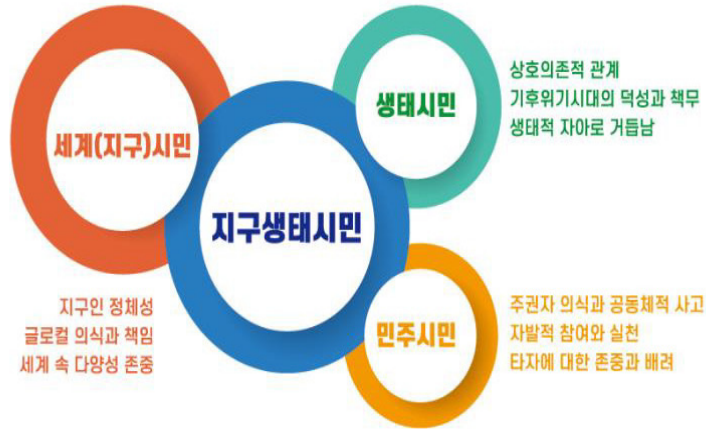 세계(지구)시민
지구인 정체성
글로컬 의식과 책임
세계 속 다양성 존중
지구생태시민
생태시민
상호의존적 관계
기후위기시대의 덕성과 책무
생태적 자아로 거듭남
민주시민
주권자 의식과 공동체적 사고
자발적 참여와 실천
타자에 대한 존중과 배려